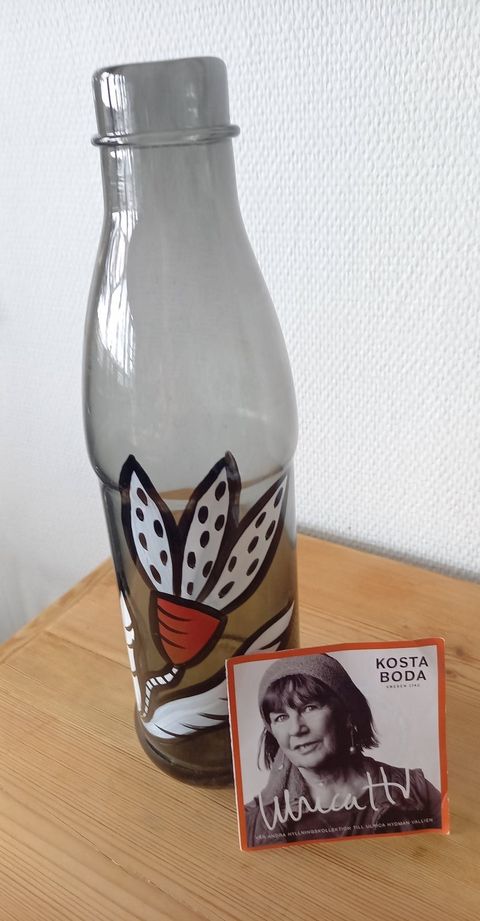 KOSTA
BODA
SWEDEN 1742
Ulrica HV
VÅR ANDRA HYLLNINGSKOLLEKTION TILL ULRICA HYDMAN VALLIEN